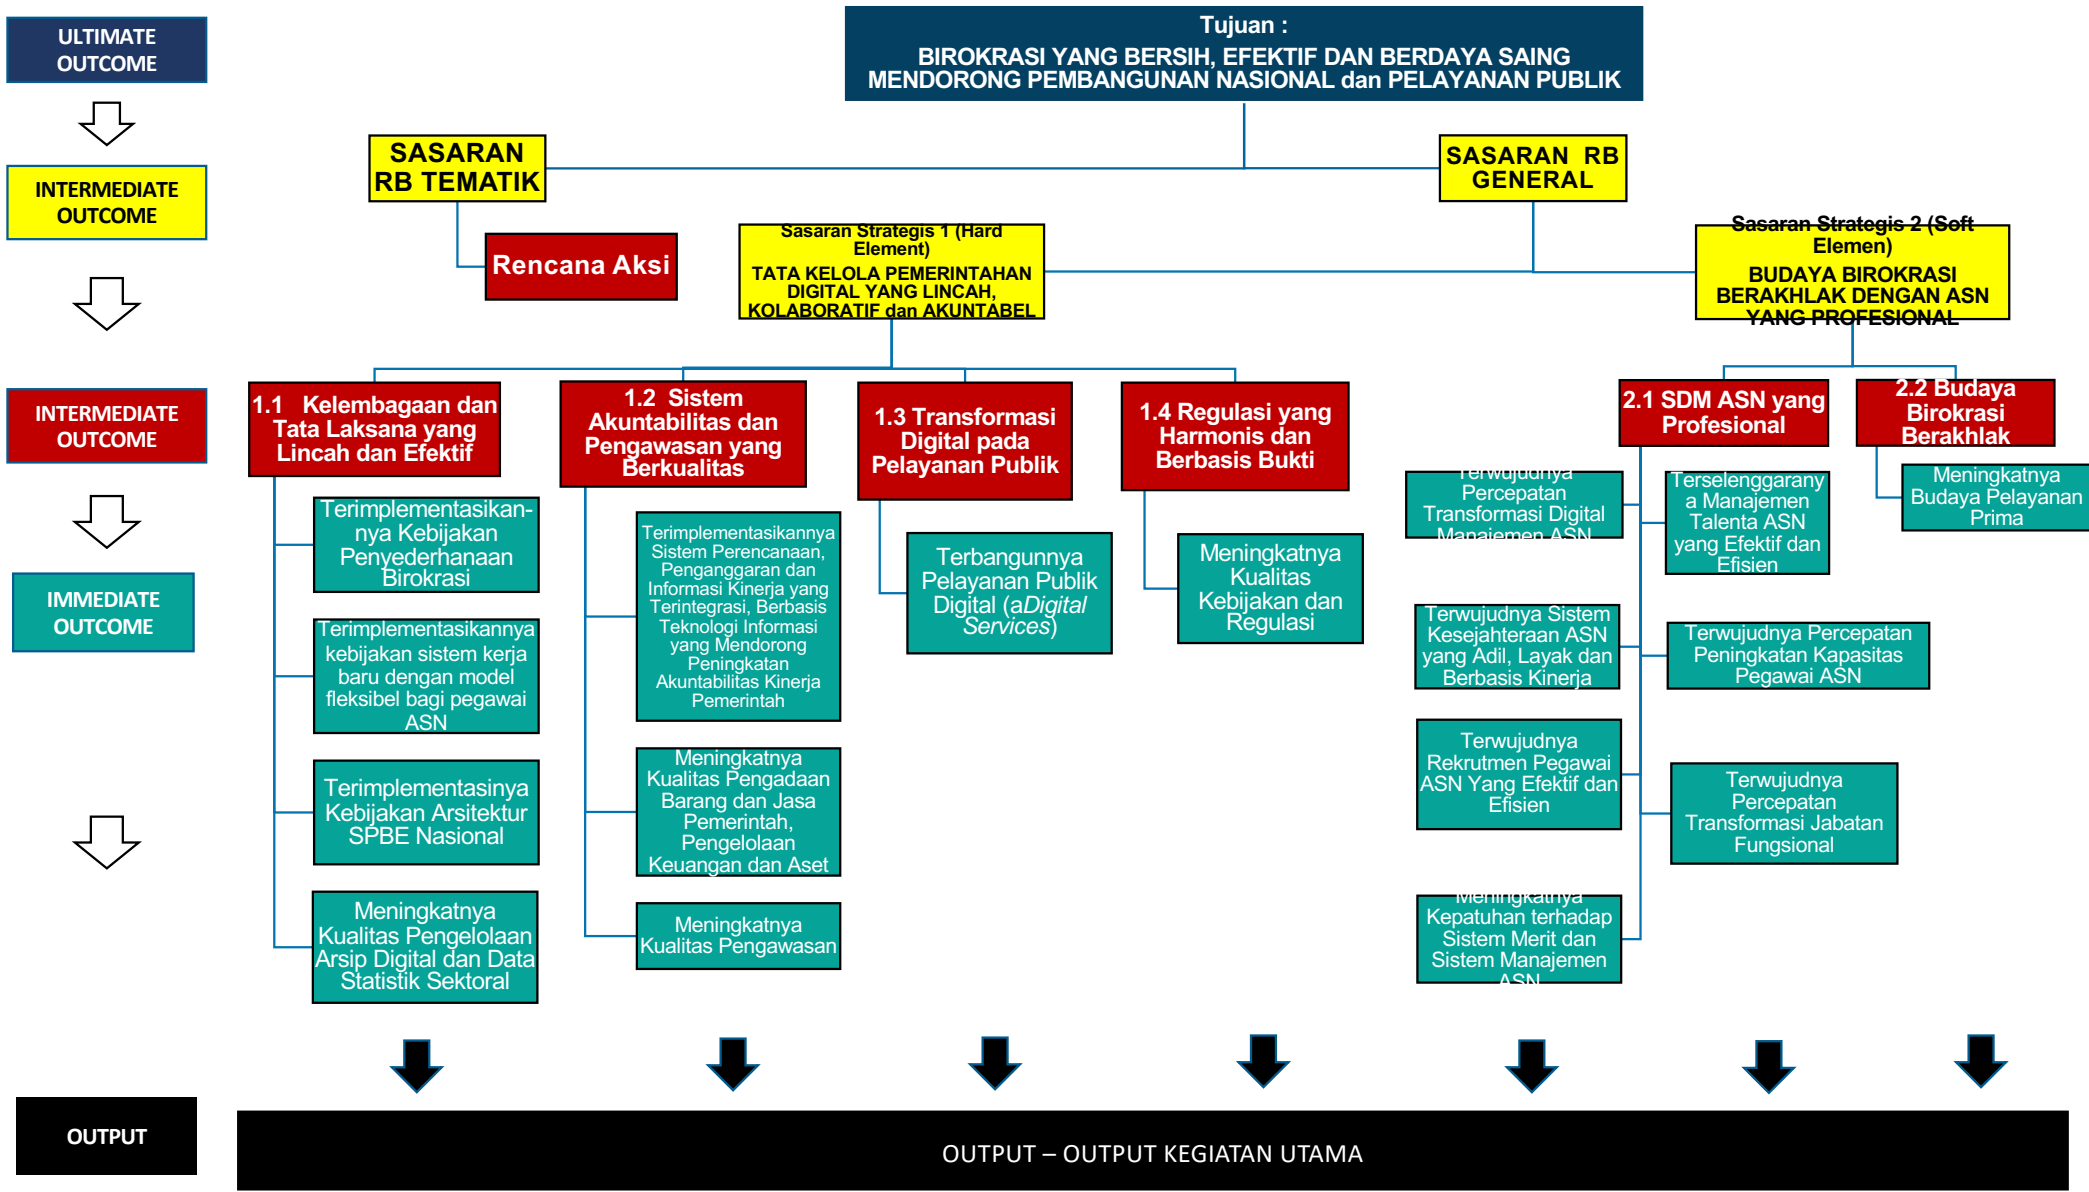 ULTIMATE
OUTCOME
Tujuan :
BIROKRASI YANG BERSIH, EFEKTIF DAN BERDAYA SAING
MENDORONG PEMBANGUNAN NASIONAL dan PELAYANAN PUBLIK
INTERMEDIATE
OUTCOME
SASARAN
RB TEMATIK
SASARAN RB
GENERAL
Rencana Aksi
Sasaran Strategis 1 (Hard
Element)
TATA KELOLA PEMERINTAHAN
DIGITAL YANG LINCAH,
KOLABORATIF dan AKUNTABEL
Sasaran Strategis 2 (Soft
Elemen)
BUDAYA BIROKRASI
BERAKHLAK DENGAN ASN
YANG PROFESIONAL
INTERMEDIATE
OUTCOME
1.1 Kelembagaan dan
Tata Laksana yang
Lincah dan Efektif
1.2 Sistem
Akuntabilitas dan
Pengawasan yang
Berkualitas
1.3 Transformasi
Digital pada
Pelayanan Publik
1.4 Regulasi yang
Harmonis dan
Berbasis Bukti
2.1 SDM ASN yang
Profesional
2.2 Budaya
Birokrasi
Berakhlak
IMMEDIATE
OUTCOME
Terimplementasikan-
nya Kebijakan
Penyederhanaan
Birokrasi
Terimplementasikannya
kebijakan sistem kerja
baru dengan model
fleksibel bagi pegawai
ASN
Terimplementasinya
Kebijakan Arsitektur
SPBE Nasional
Meningkatnya
Kualitas Pengelolaan
Arsip Digital dan Data
Statistik Sektoral
Terimplementasikannya
Sistem Perencanaan,
Penganggaran dan
Informasi Kinerja yang
Terintegrasi, Berbasis
Teknologi Informasi
yang Mendorong
Peningkatan
Akuntabilitas Kinerja
Pemerintah
Meningkatnya
Kualitas Pengadaan
Barang dan Jasa
Pemerintah,
Pengelolaan
Keuangan dan Aset
Meningkatnya
Kualitas Pengawasan
Terbangunnya
Pelayanan Publik
Digital (aDigital
Services)
Meningkatnya
Kualitas
Kebijakan dan
Regulasi
Terwujudnya
Percepatan
Transformasi Digital
Manajemen ASN
Terwujudnya Sistem
Kesejahteraan ASN
yang Adil, Layak dan
Berbasis Kinerja
Terwujudnya
Rekrutmen Pegawai
ASN Yang Efektif dan
Efisien
Meningkatnya
Kepatuhan terhadap
Sistem Merit dan
Sistem Manajemen
ASN
Terselenggarany
a Manajemen
Talenta ASN
yang Efektif dan
Efisien
Terwujudnya Percepatan
Peningkatan Kapasitas
Pegawai ASN
Terwujudnya
Percepatan
Transformasi Jabatan
Fungsional
Meningkatnya
Budaya Pelayanan
Prima
OUTPUT
OUTPUT – OUTPUT KEGIATAN UTAMA